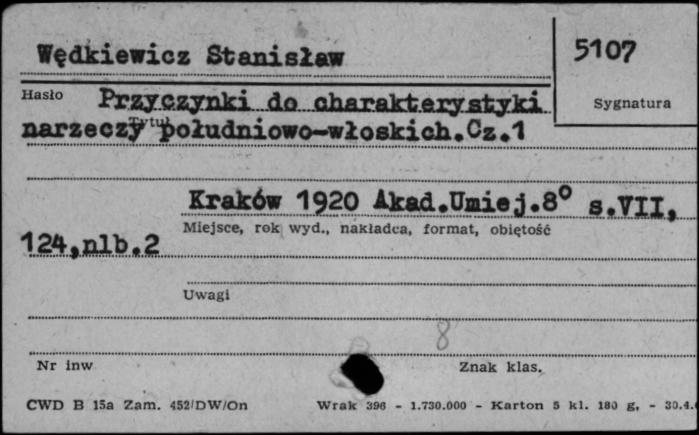 Wędkiewicz Stanisław
5107
Hasło Przyczynki do charakterystyki
Sygnatura
Tytuł
narzeczy południowo-włoskich.Cz.1
Kraków 1920 Akad.Umiej.8° s.VII,
Miejsce, rok wyd., nakładca, format, objętość
124,nlb.2
Uwagi
8
Nr inw Znak klas.
CWD B 15a Zam. 452/DW/On Wrak 396 - 1.730.000 - Karton 5 kl. 180 g, - 30.4.